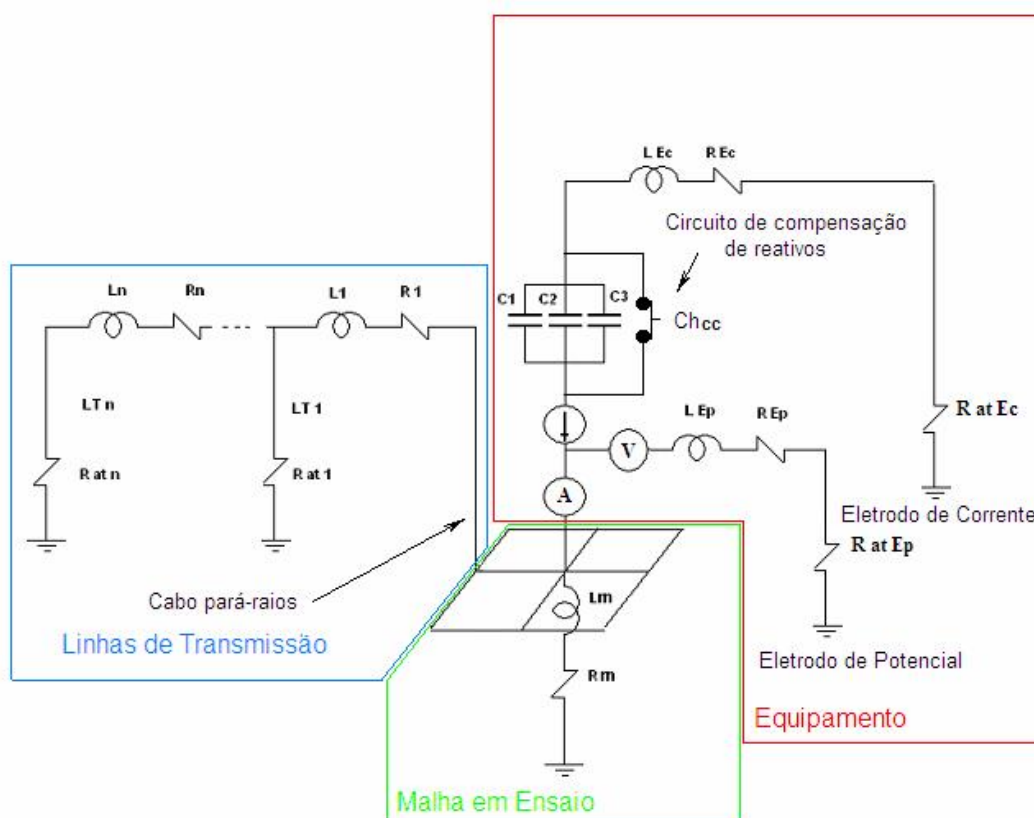 L Ec
R Ec
Circuito de compensação
de reativos
Ln
Rn
L1
R 1
C1
C2
C3
Chcc
LT n
LT 1
L Ep
R Ep
R at Ec
V
R at n
R at 1
A
Eletrodo de Corrente
R at Ep
Cabo pará-raios
Lm
Linhas de Transmissão
Eletrodo de Potencial
Rm
Equipamento
Malha em Ensaio